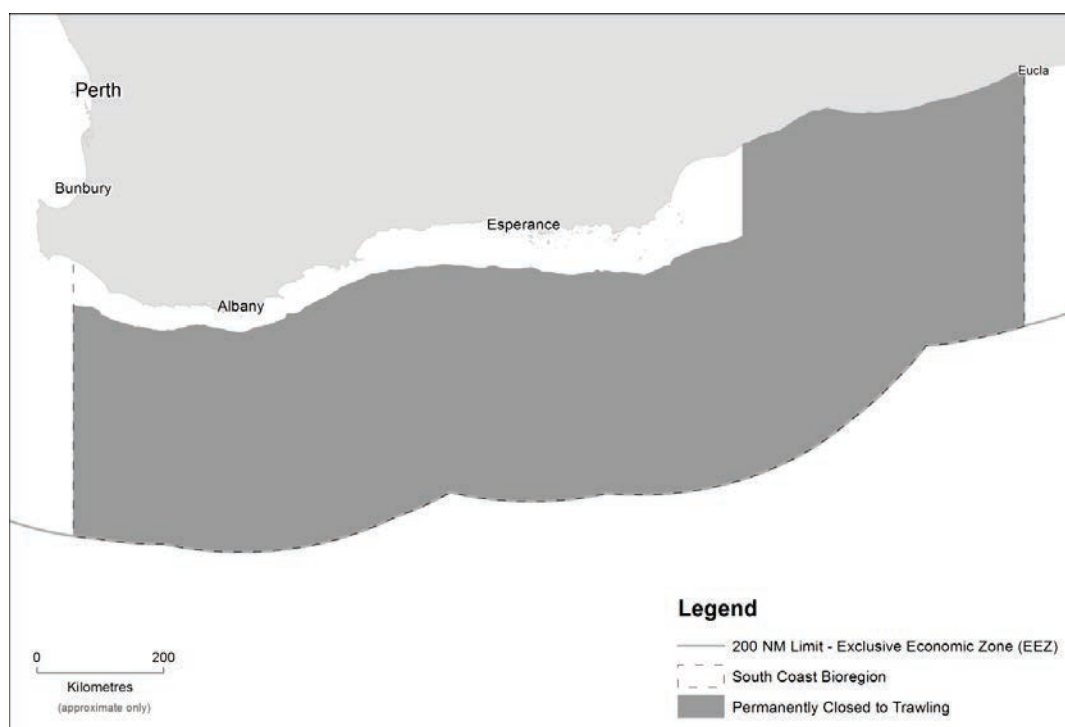 Eucla
Perth
Bunbury
Esperance
Albany
Legend
200 NM Limit - Exclusive Economic Zone (EEZ)
South Coast Bioregion
Permanently Closed to Trawling
0 200
Kilometres
(approximate only)